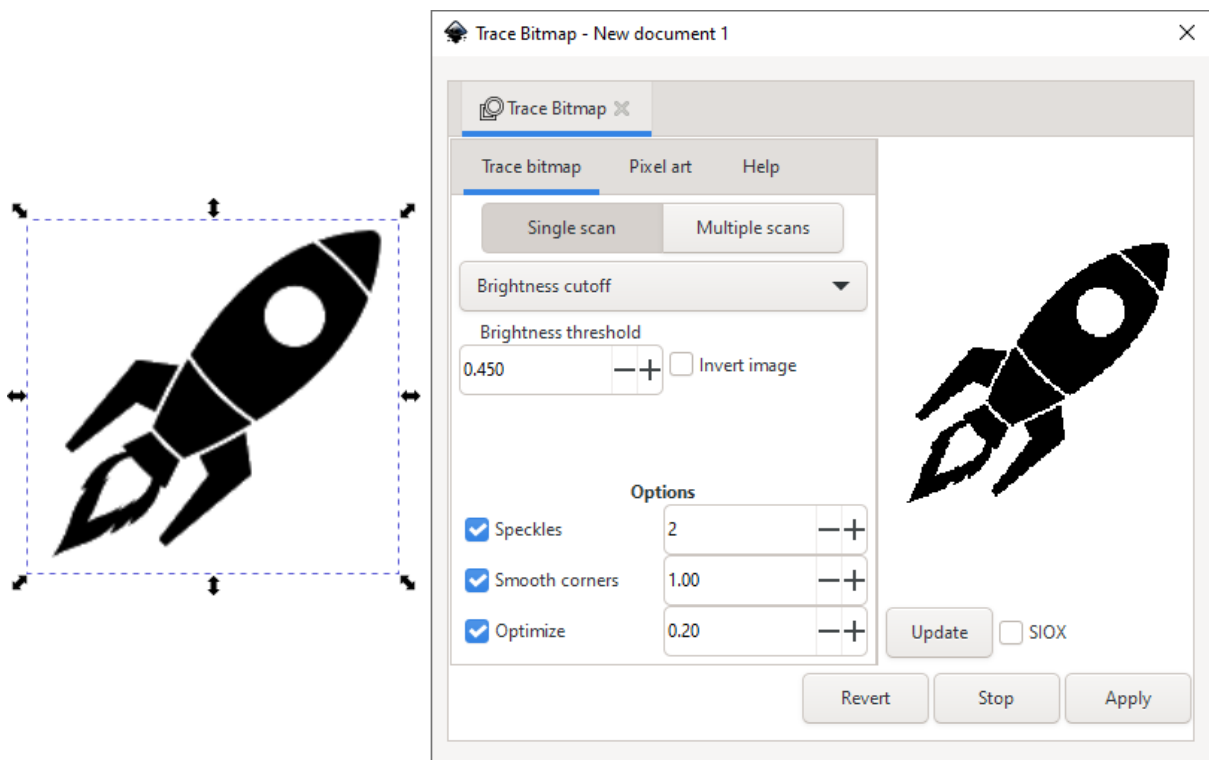 Trace Bitmap - New document 1
Trace Bitmap
Trace bitmap Pixel art Help
Single scan Multiple scans
Brightness cutoff
Brightness threshold
0.450 Invert image
Options
Speckles 2
Smooth corners 1.00
Optimize 0.20
Update SIOX
Revert Stop Apply